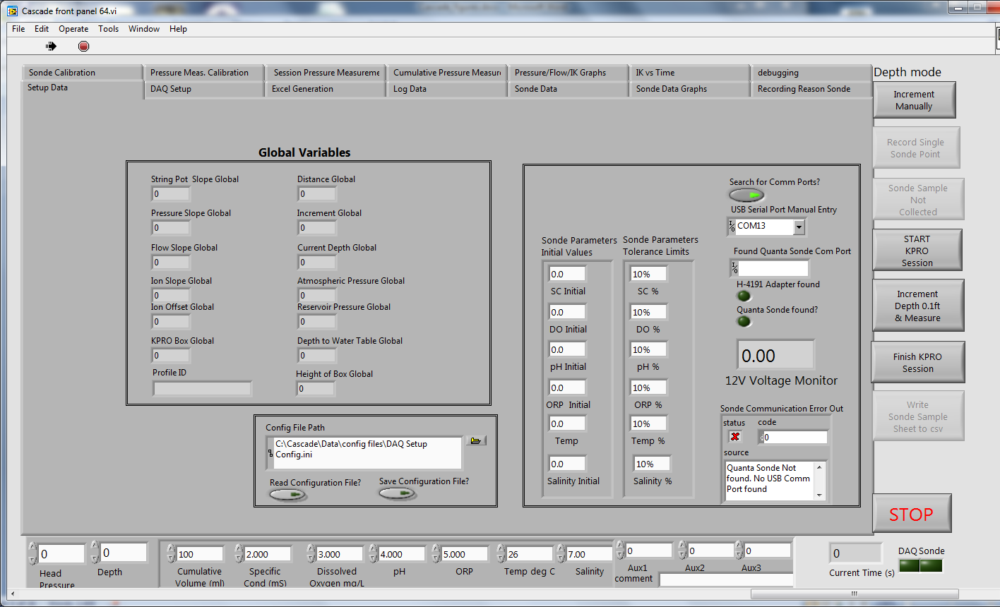 Cascade front panel 64.vi
File Edit Operate Tools Window Help
Sonde Calibration
Pressure Meas. Calibration
Session Pressure Measureme
Cumulative Pressure Measur
Pressure/Flow/IK Graphs
IK vs Time
debugging
Setup Data
DAQ Setup
Excel Generation
Log Data
Sonde Data
Sonde Data Graphs
Recording Reason Sonde
Global Variables
String Pot Slope Global
0
Distance Global
0
Pressure Slope Global
0
Increment Global
0
Flow Slope Global
0
Current Depth Global
0
Ion Slope Global
0
Atmospheric Pressure Global
0
Ion Offset Global
0
Reservoir Pressure Global
0
KPRO Box Global
0
Depth to Water Table Global
0
Profile ID
Height of Box Global
0
Config File Path
C:\Cascade\Data\config files\DAQ Setup
Config.ini
Read Configuration File?
Save Configuration File?
Sonde Parameters
Initial Values
0.0
SC Initial
0.0
DO Initial
0.0
pH Initial
0.0
ORP Initial
0.0
Temp
0.0
Salinity Initial
Sonde Parameters
Tolerance Limits
10%
SC %
10%
DO %
10%
pH %
10%
ORP %
10%
Temp %
10%
Salinity %
Search for Comm Ports?
USB Serial Port Manual Entry
COM13
Found Quanta Sonde Com Port
H-4191 Adapter found
Quanta Sonde found?
0.00
12V Voltage Monitor
Sonde Communication Error Out
status
code
0
source
Quanta Sonde Not
found. No USB Comm
Port found
Depth mode
Increment
Manually
Record Single
Sonde Point
Sonde Sample
Not
Collected
START
KPRO
Session
Increment
Depth 0.1ft
& Measure
Finish KPRO
Session
Write
Sonde Sample
Sheet to csv
STOP
0
Head
Pressure
0
Depth
100
Cumulative
Volume (ml)
2.000
Specific
Cond (mS)
3.000
Dissolved
Oxygen mg/L
4.000
pH
5.000
ORP
26
Temp deg C
7.00
Salinity
0
Aux1
comment
0
Aux2
0
Aux3
0
Current Time (s)
DAQ Sonde